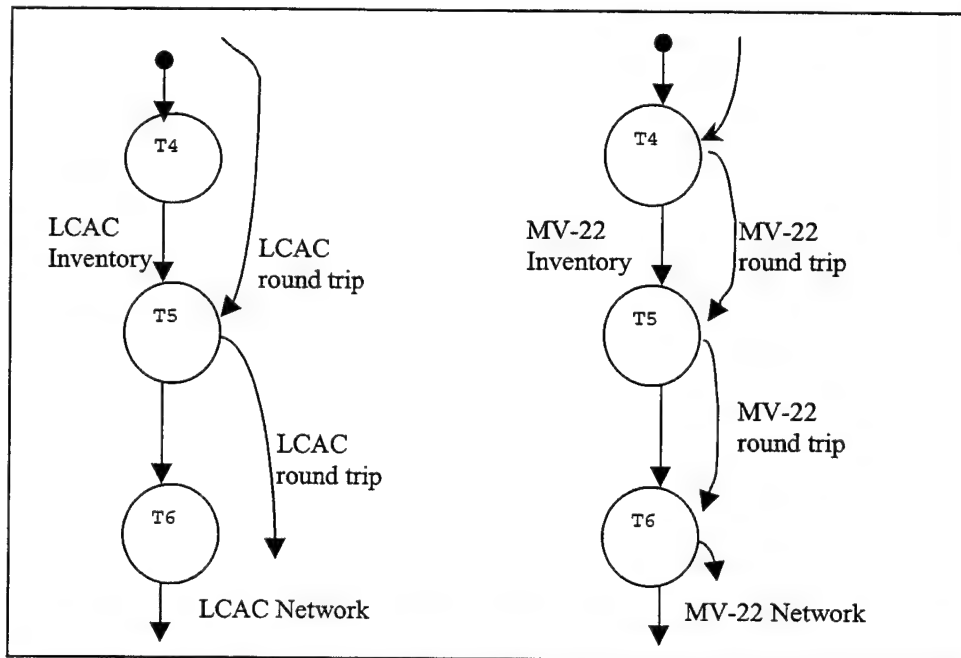 T4
LCAC
Inventory
LCAC
round trip
T5
LCAC
round trip
T6
LCAC Network
T4
MV-22
Inventory
MV-22
round trip
T5
MV-22
round trip
T6
MV-22 Network